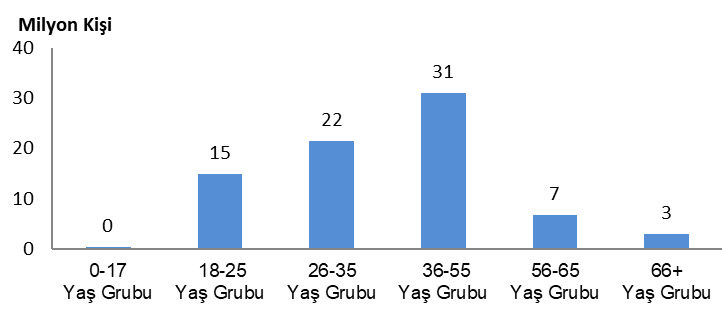 Milyon Kişi
40
30
20
10
0
0
15
22
31
7
3
0-17
Yaş Grubu
18-25
Yaş Grubu
26-35
Yaş Grubu
36-55
Yaş Grubu
56-65
Yaş Grubu
66+
Yaş Grubu